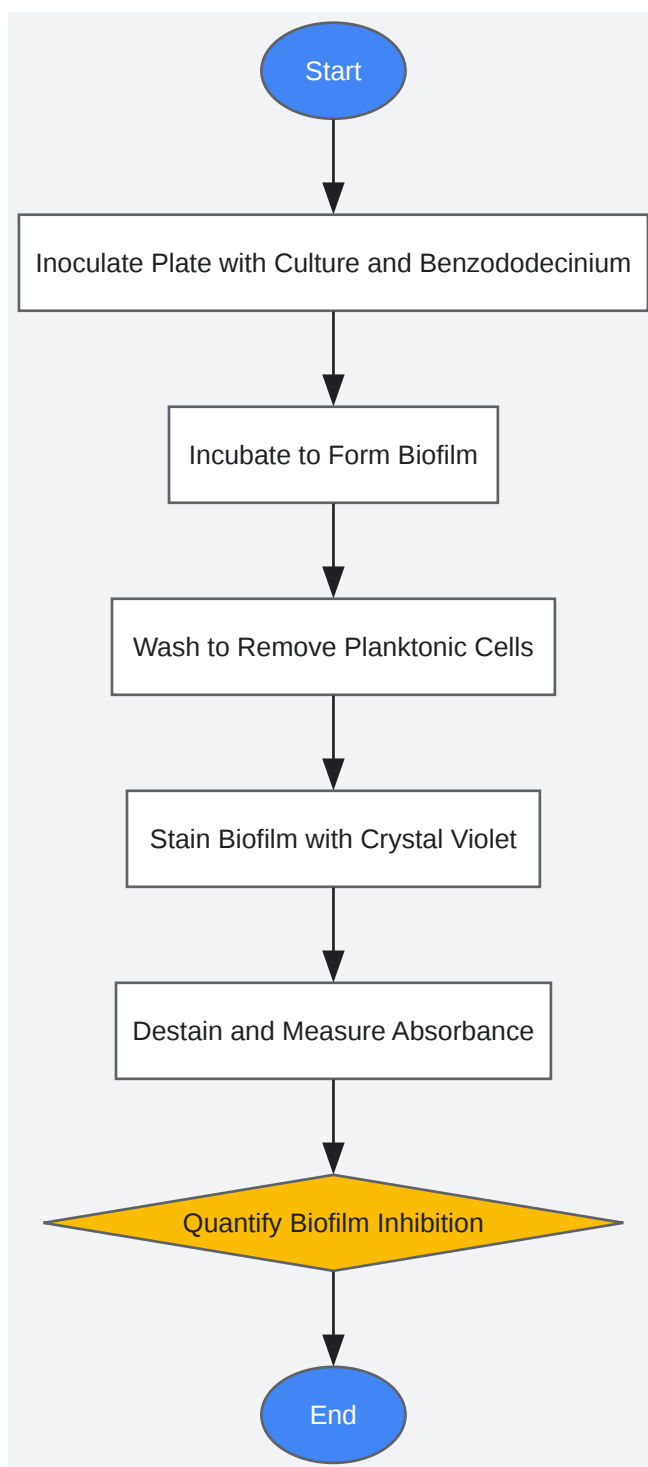 Start
Inoculate Plate with Culture and Benzododecinium
Incubate to Form Biofilm
Wash to Remove Planktonic Cells
Stain Biofilm with Crystal Violet
Destain and Measure Absorbance
Quantify Biofilm Inhibition
End